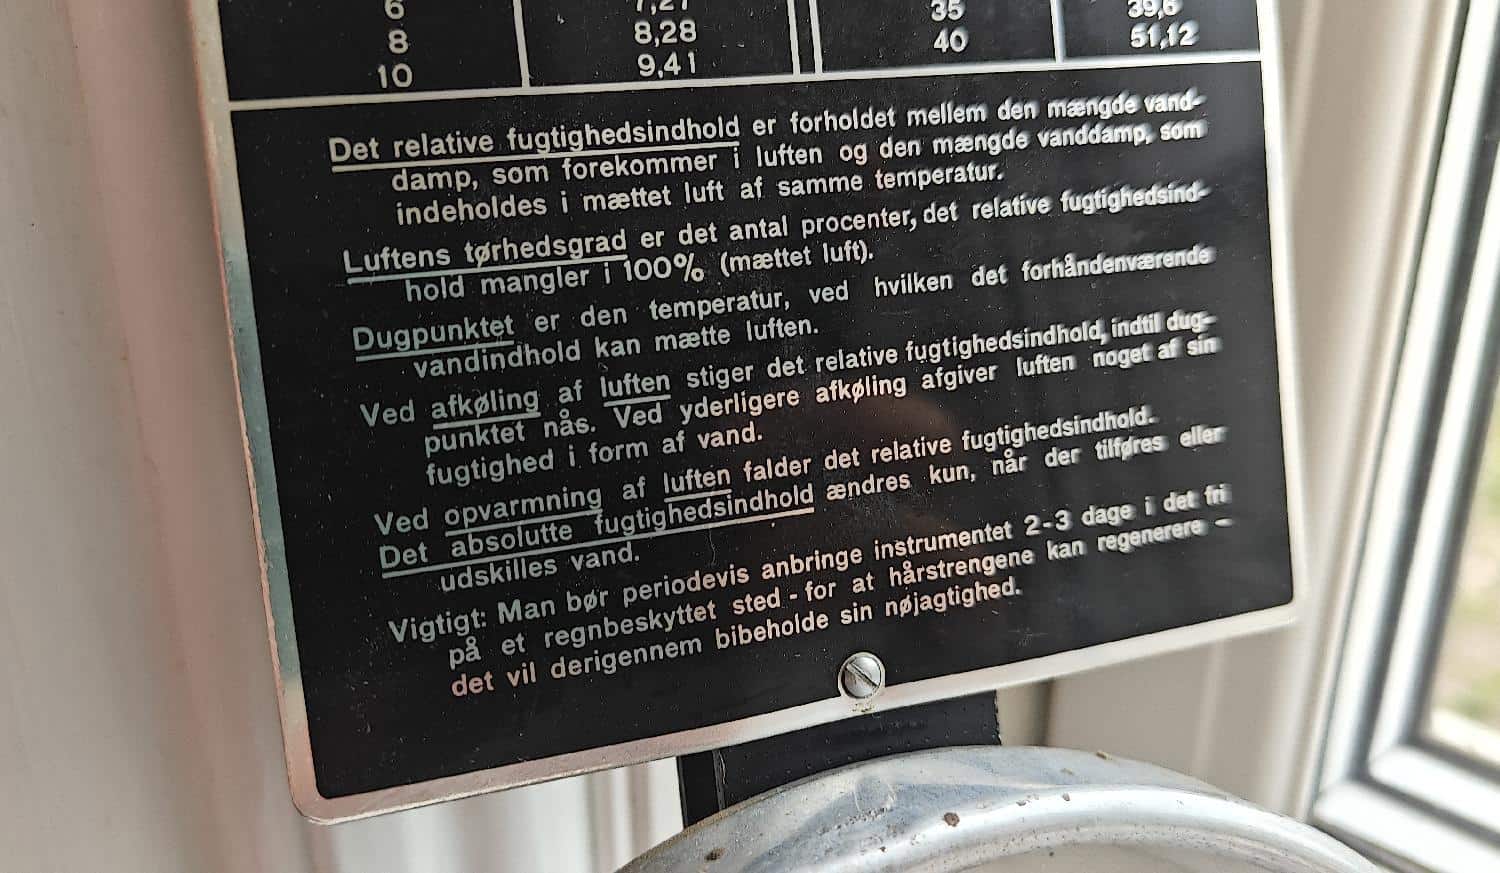 6 7,27 35 39,6
8 8,28 40 51,12
10 9,41
Det relative fugtighedsindhold er forholdet mellem den mængde vand-
damp, som forekommer i luften og den mængde vanddamp, som
indeholdes i mættet luft af samme temperatur.
Luftens tørhedsgrad er det antal procenter, det relative fugtighedsind-
hold mangler i 100% (mættet luft).
Dugpunktet er den temperatur, ved hvilken det forhåndenværende
vandindhold kan mætte luften.
Ved afkøling af luften stiger det relative fugtighedsindhold, indtil dug-
punktet nås. Ved yderligere afkøling afgiver luften noget af sin
fugtighed i form af vand.
Ved opvarmning af luften falder det relative fugtighedsindhold.
Det absolutte fugtighedsindhold ændres kun, når der tilføres eller
udskilles vand.
Vigtigt: Man bør periodevis anbringe instrumentet 2-3 dage i det fri
på et regnbeskyttet sted - for at hårstrengene kan regenerere -
det vil derigennem bibeholde sin nøjagtighed.